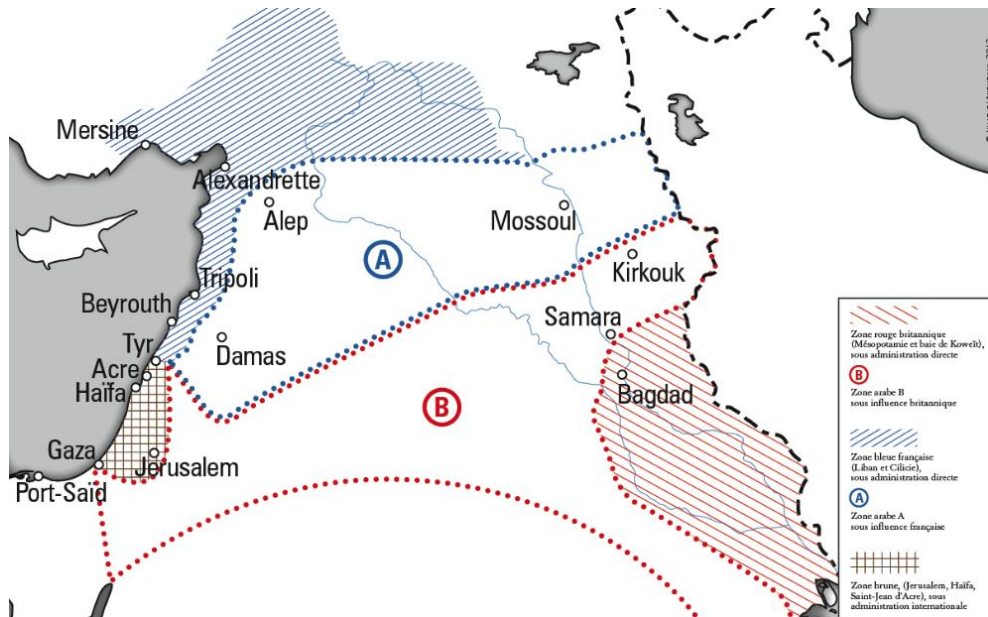 Mersine
Alexandrette
Alep
Mossoul
A
Kirkouk
Tripoli
Beyrouth
Samara
Damas
Tyr
Acre
Haïfa
Bagdad
B
Gaza
Jerusalem
Port-Saïd
Zone rouge britannique
(Mésopotamie et baie de Koweït),
sous administration directe
B
Zone arabe B
sous influence britannique
Zone bleue française
(Liban et Cilicie),
sous administration directe
A
Zone arabe A
sous influence française
Zone brune, (Jerusalem, Haïfa,
Saint-Jean d'Acre), sous
administration internationale